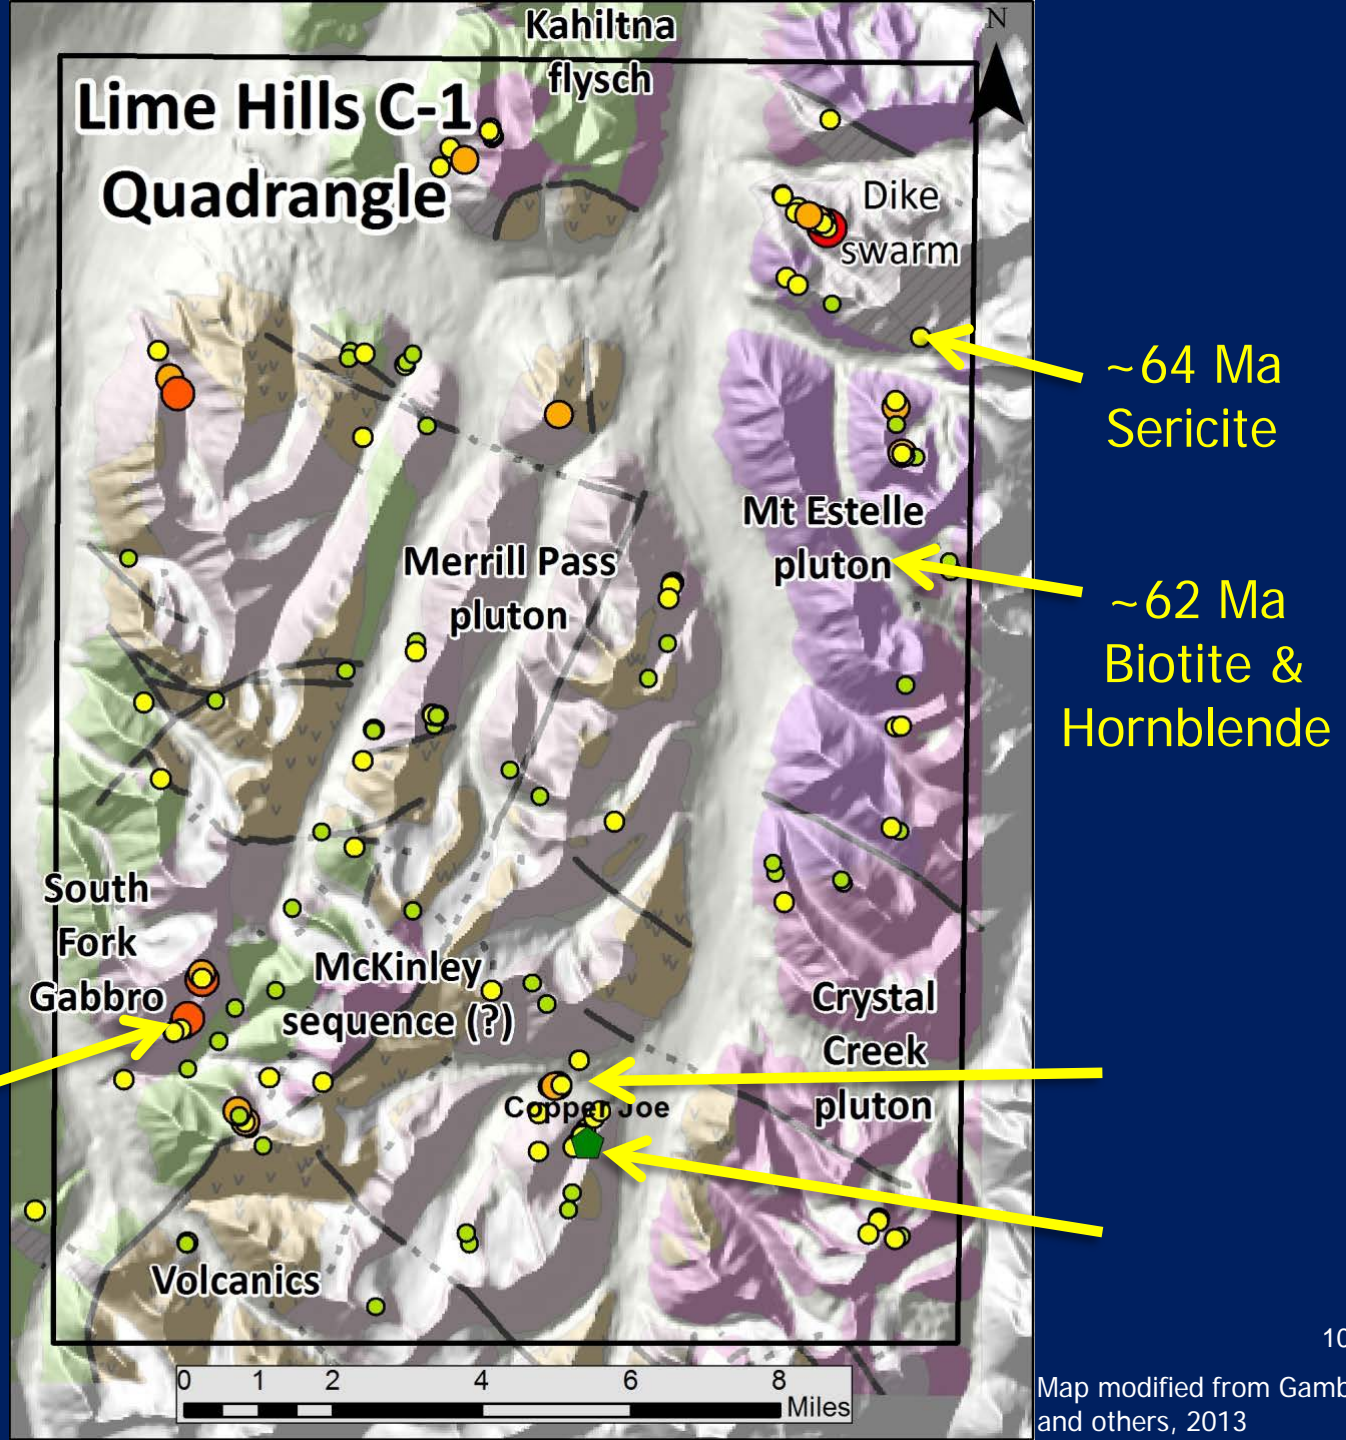 Kahiltna
flysch
N
Lime Hills C-1
Quadrangle
Dike
swarm
~64 Ma
Sericite
Mt Estelle
pluton
Merrill Pass
pluton
~62 Ma
Biotite &
Hornblende
South
Fork
Gabbro
McKinley
sequence (?)
Crystal
Creek
pluton
Copper Joe
Volcanics
0 1 2 4 6 8
Miles
10
Map modified from Gamb
and others, 2013